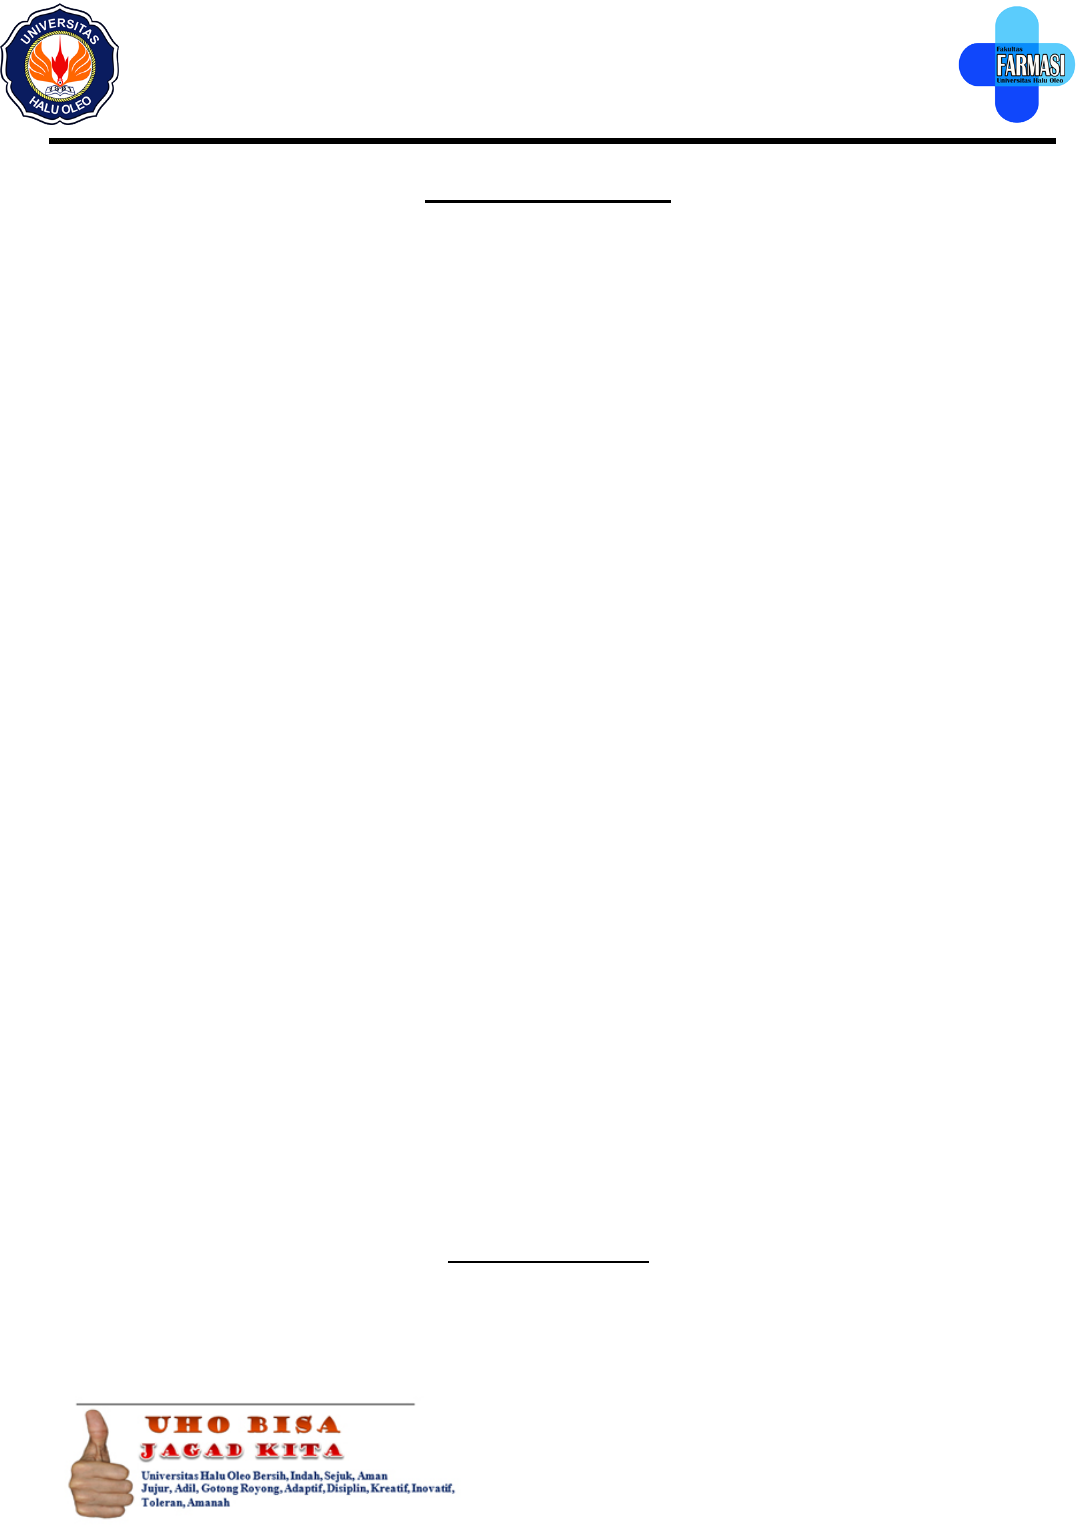 UNIVERSITAS
HALU OLEO
Fakultas
FARMASI
Universitas Halu Oleo
UHO BISA
JAGAD KITA
Universitas Halu Oleo Bersih, Indah, Sejuk, Aman
Jujur, Adil, Gotong Royong, Adaptif, Disiplin, Kreatif, Inovatif,
Toleran, Amanah